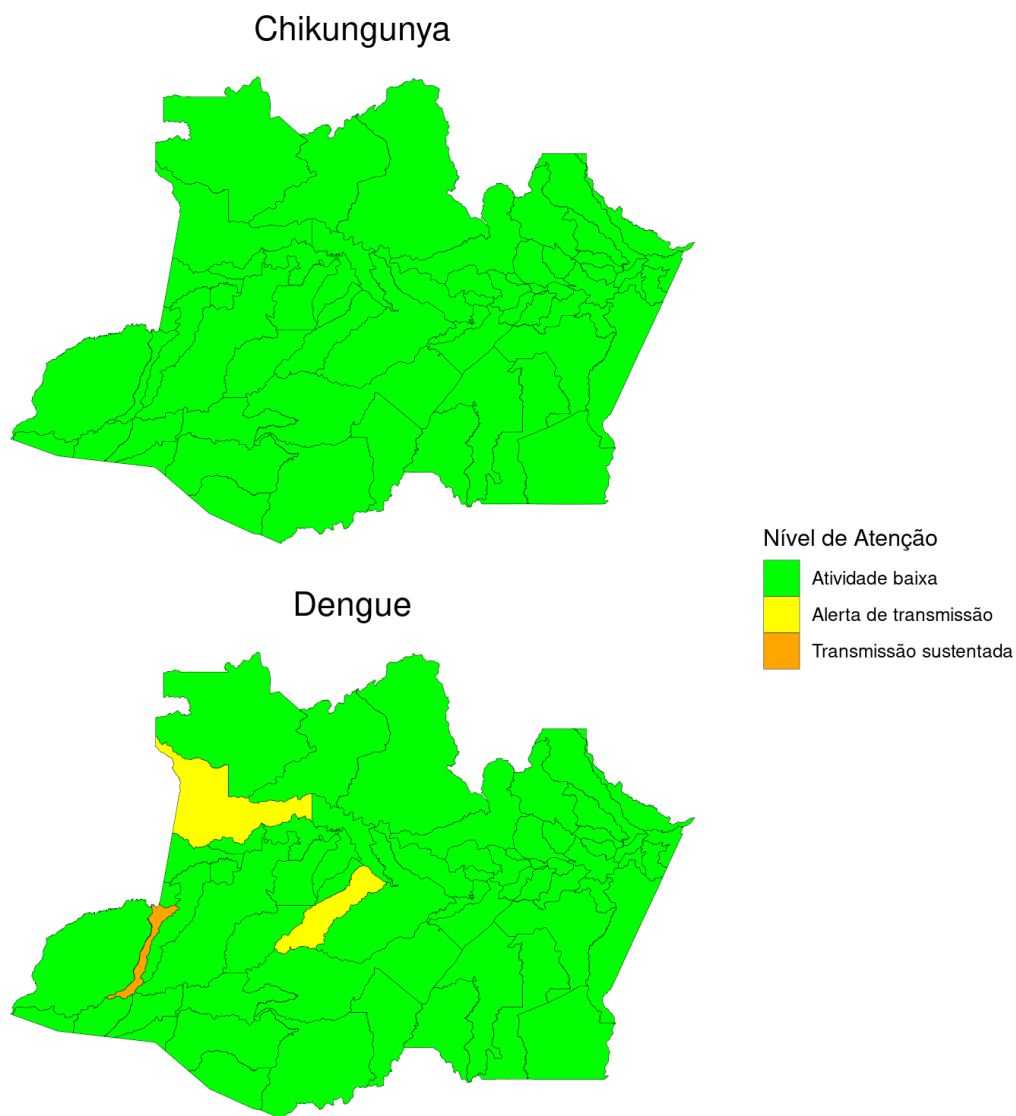 Chikungunya
Nível de Atenção
Atividade baixa
Alerta de transmissão
Transmissão sustentada
Dengue